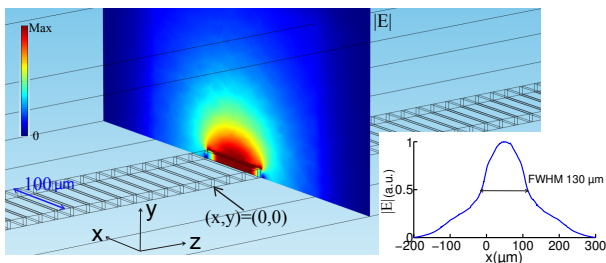 Max
|E|
0
100 μm
(x,y)=(0,0)
y
x
z
1
0.5
0
|E|(a.u.)
FWHM 130 μm
-200 -100 0 100 200 300
x(μm)